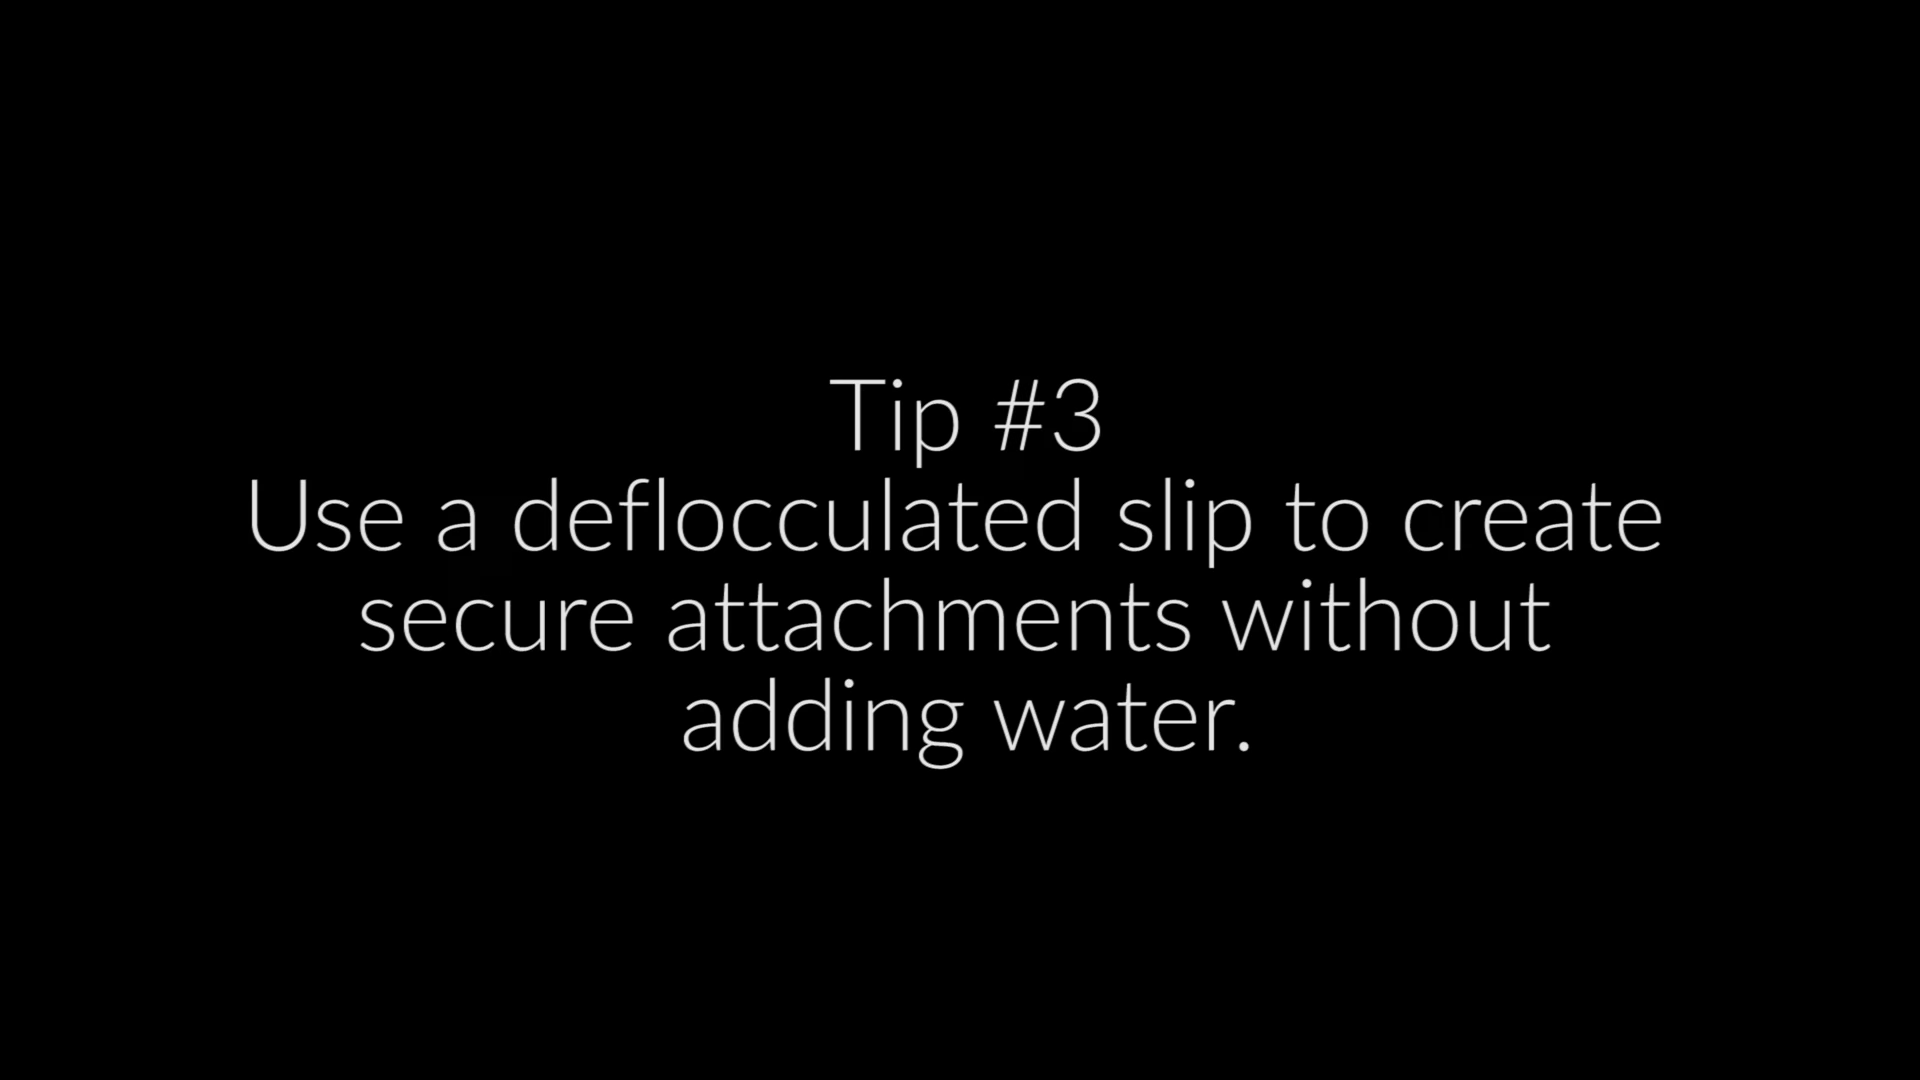 Tip #3
Use a deflocculated slip to create
secure attachments without
adding water.